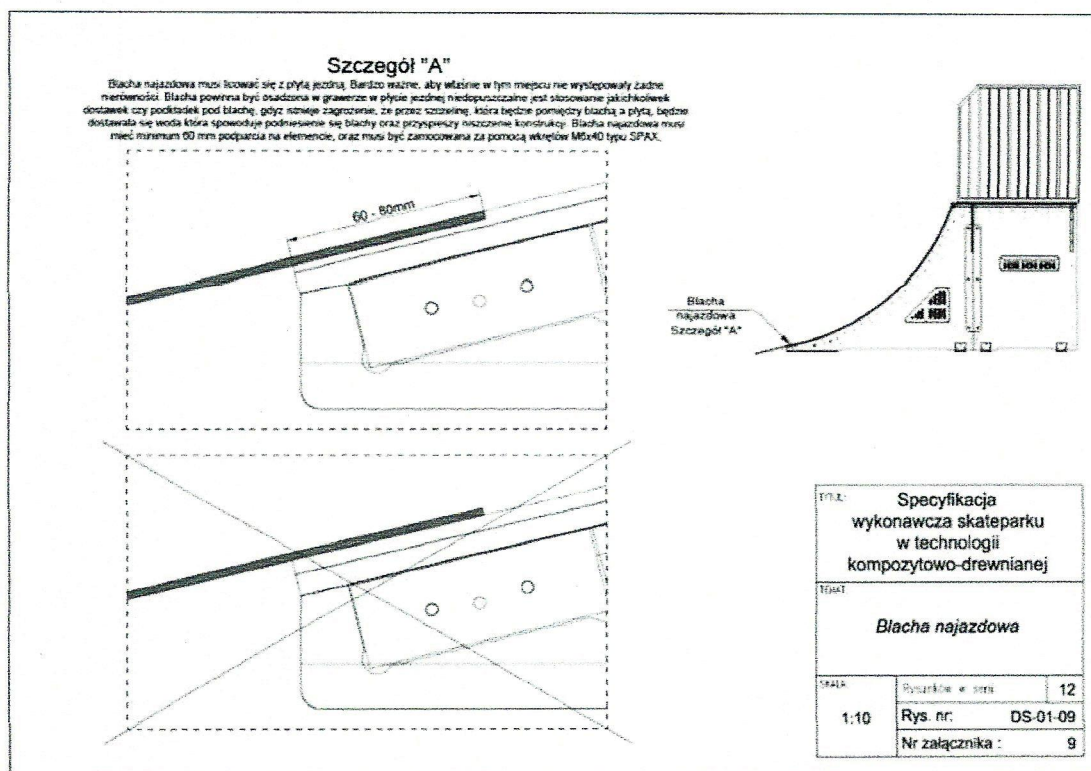 Szczegół "A"
Blacha najazdowa musi licować się z płytą jezdną. Bardzo ważne, aby właśnie w tym miejscu nie występowały żadne
nierówności. Blacha powinna być osadzona w grawerze w płycie jezdnej niedopuszczalne jest stosowanie jakichkolwiek
dostawek czy podkładek pod blachę, gdyż istnieje zagrożenie, że przez szczelinę, która będzie pomiędzy blachą a płytą, będzie
dostawała się woda która spowoduje podniesienie się blachy oraz przyspieszy niszczenie konstrukcji. Blacha najazdowa musi
mieć minimum 60 mm podparcia na elemencie, oraz musi być zamocowana za pomocą wkrętów M6x40 typu SPAX.
60 - 80mm
Blacha
najazdowa
Szczegół "A"
TYTUŁ:
Specyfikacja
wykonawcza skateparku
w technologii
kompozytowo-drewnianej
TEMAT
Blacha najazdowa
SKALA
1:10
Rysunków w serii 12
Rys. nr: DS-01-09
Nr załącznika : 9